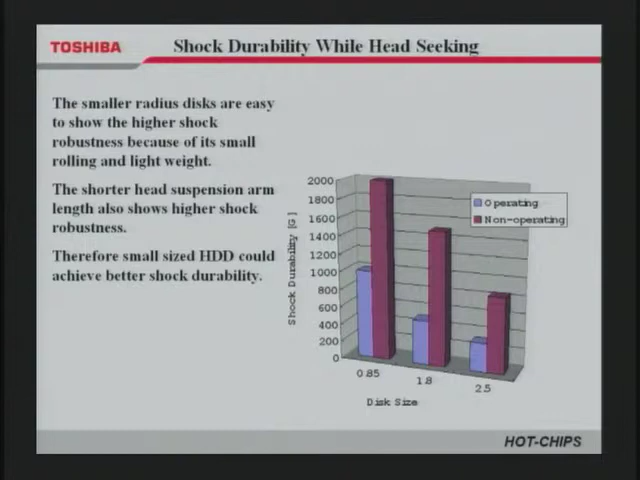 TOSHIBA
Shock Durability While Head Seeking
The smaller radius disks are easy
to show the higher shock
robustness because of its small
rolling and light weight.
The shorter head suspension arm
length also shows higher shock
robustness.
Therefore small sized HDD could
achieve better shock durability.
2000
1800
1600
1400
1200
1000
800
600
400
200
0
Shock Durability [G]
Operating
Non-operating
0.85
1.8
2.5
Disk Size
HOT-CHIPS